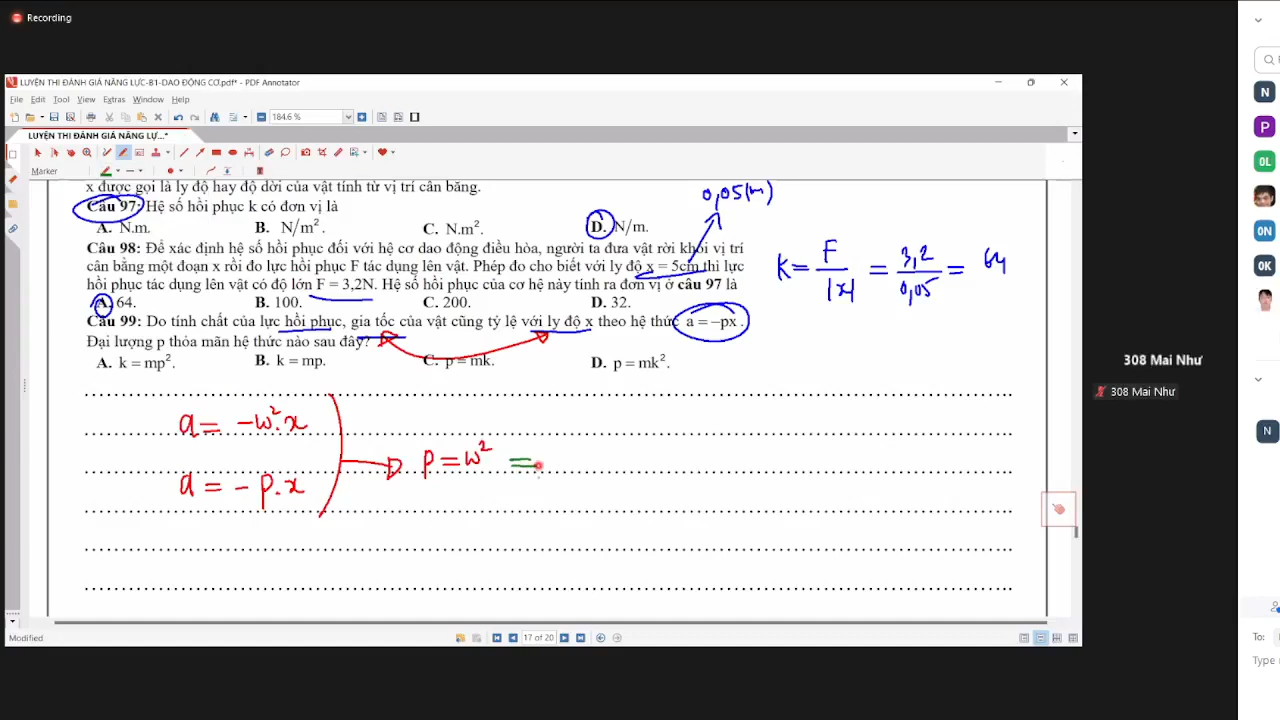 Recording
LUYỆN THI ĐÁNH GIÁ NĂNG LỰC-B1-DAO ĐỘNG CƠ.pdf* - PDF Annotator
File Edit Tool View Extras Window Help
184.6 %
LUYỆN THI ĐÁNH GIÁ NĂNG LỰ...*
Marker
x được gọi là ly độ hay độ dời của vật tính từ vị trí cân bằng.
0,05(m)
Câu 97: Hệ số hồi phục k có đơn vị là
A. N.m. B. N/m². C. N.m². D. N/m.
Câu 98: Để xác định hệ số hồi phục đối với hệ cơ dao động điều hòa, người ta đưa vật rời khỏi vị trí
cân bằng một đoạn x rồi đo lực hồi phục F tác dụng lên vật. Phép đo cho biết với ly độ x = 5cm thì lực
hồi phục tác dụng lên vật có độ lớn F = 3,2N. Hệ số hồi phục của cơ hệ này tính ra đơn vị ở câu 97 là
K = F/|x| = 3,2/0,05 = 64
A. 64. B. 100. C. 200. D. 32.
Câu 99: Do tính chất của lực hồi phục, gia tốc của vật cũng tỷ lệ với ly độ x theo hệ thức a = −px .
Đại lượng p thỏa mãn hệ thức nào sau đây?
A. k = mp². B. k = mp. C. p = mk. D. p = mk².
a = -ω².x
p = ω² =
a = - p.x
17 of 20
Modified
N
P
OL
0N
OK
308 Mai Như
308 Mai Như
N
To:
Type